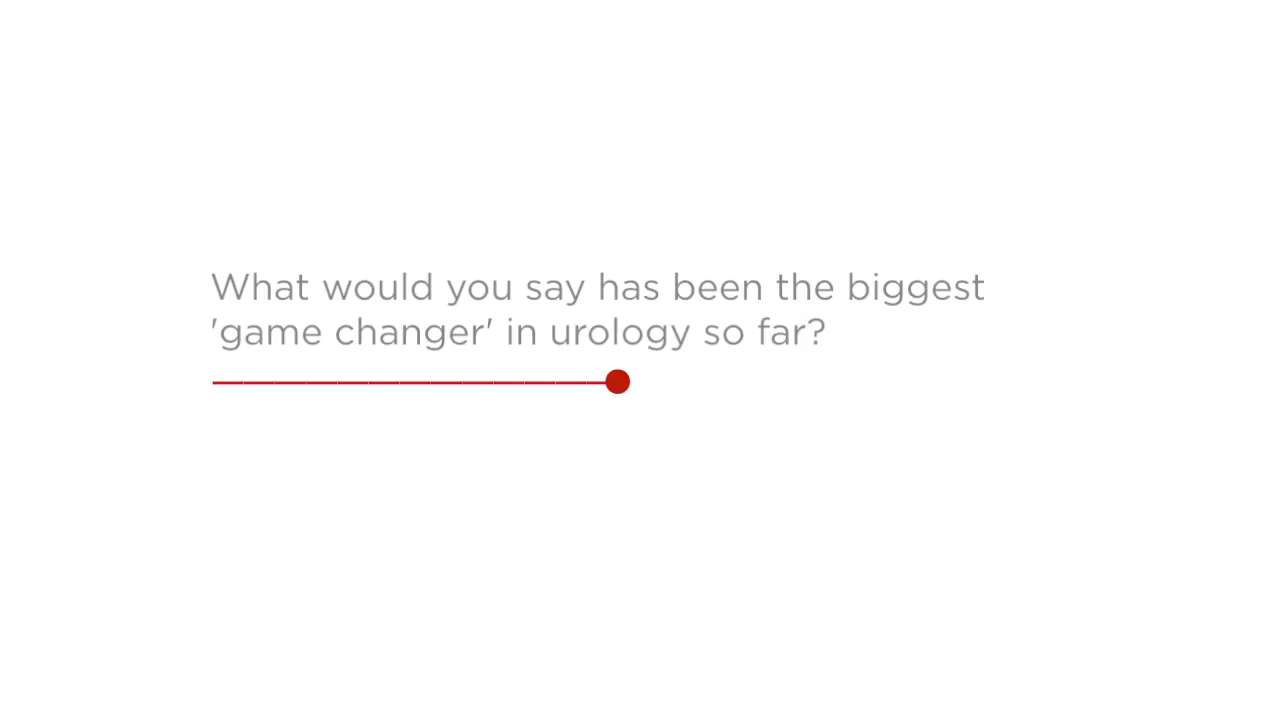 What would you say has been the biggest
'game changer' in urology so far?